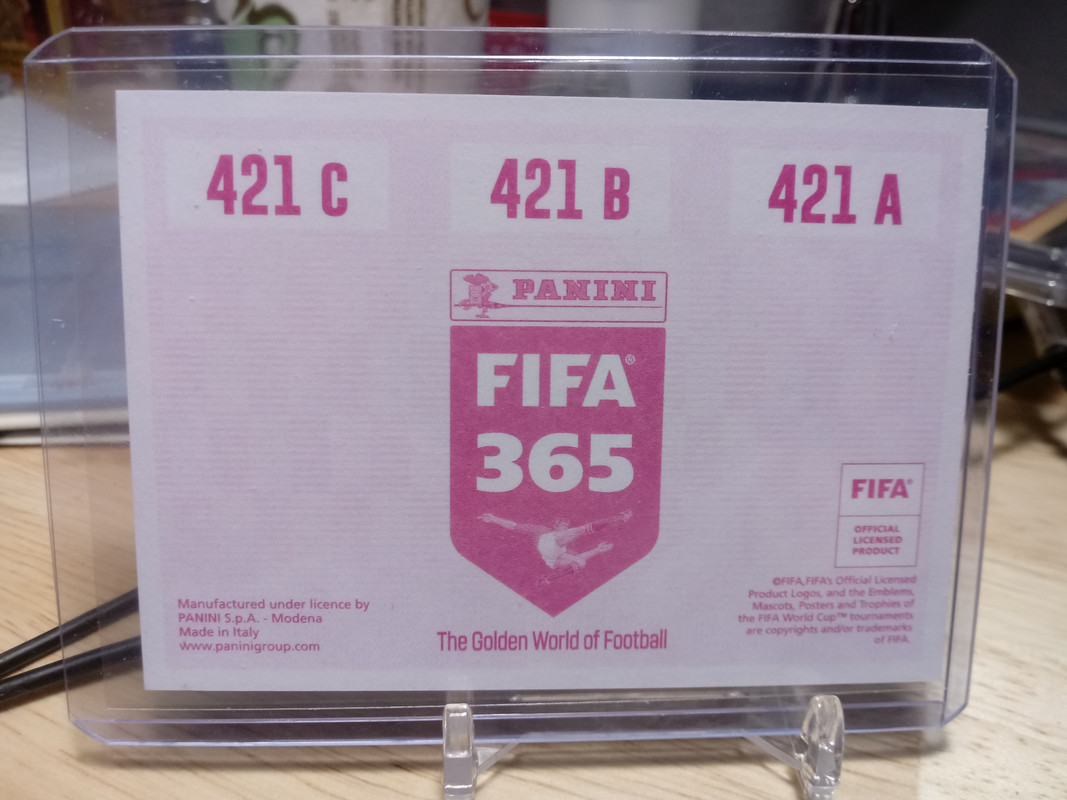 421 C 421 B 421 A
PANINI
FIFA®
365
FIFA®
OFFICIAL
LICENSED
PRODUCT
©FIFA,FIFA's Official Licensed
Product Logos, and the Emblems,
Mascots, Posters and Trophies of
the FIFA World Cup™ tournaments
are copyrights and/or trademarks
of FIFA.
Manufactured under licence by
PANINI S.p.A. - Modena
Made in Italy
www.paninigroup.com
The Golden World of Football